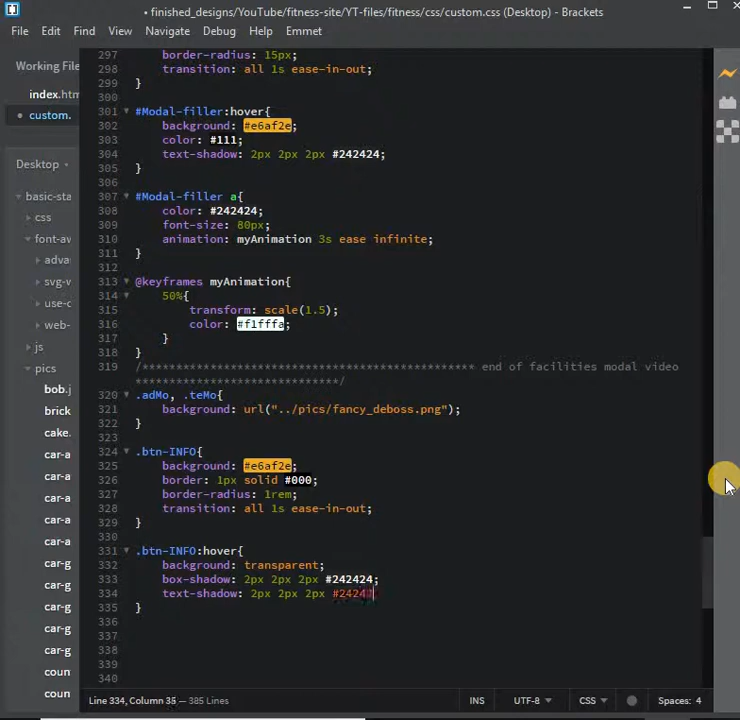 • finished_designs/YouTube/fitness-site/YT-files/fitness/css/custom.css (Desktop) - Brackets
File Edit Find View Navigate Debug Help Emmet
Working File
index.htm
• custom.
Desktop
basic-sta
css
font-aw
adva
svg-v
use-c
web-
js
pics
bob.j
brick
cake.
car-a
car-a
car-a
car-a
car-a
car-g
car-g
car-g
car-g
car-g
coun
coun
297 border-radius: 15px;
298 transition: all 1s ease-in-out;
299 }
300
301 #Modal-filler:hover{
302 background: #e6af2e;
303 color: #111;
304 text-shadow: 2px 2px 2px #242424;
305 }
306
307 #Modal-filler a{
308 color: #242424;
309 font-size: 80px;
310 animation: myAnimation 3s ease infinite;
311 }
312
313 @keyframes myAnimation{
314 50%{
315 transform: scale(1.5);
316 color: #f1fffa;
317 }
318 }
319 /************************************************* end of facilities modal video
******************************/
320 .adMo, .teMo{
321 background: url("../pics/fancy_deboss.png");
322 }
323
324 .btn-INFO{
325 background: #e6af2e;
326 border: 1px solid #000;
327 border-radius: 1rem;
328 transition: all 1s ease-in-out;
329 }
330
331 .btn-INFO:hover{
332 background: transparent;
333 box-shadow: 2px 2px 2px #242424;
334 text-shadow: 2px 2px 2px
335 }
336
337
338
339
340
Line 334, Column 35 — 385 Lines
INS UTF-8 CSS Spaces: 4